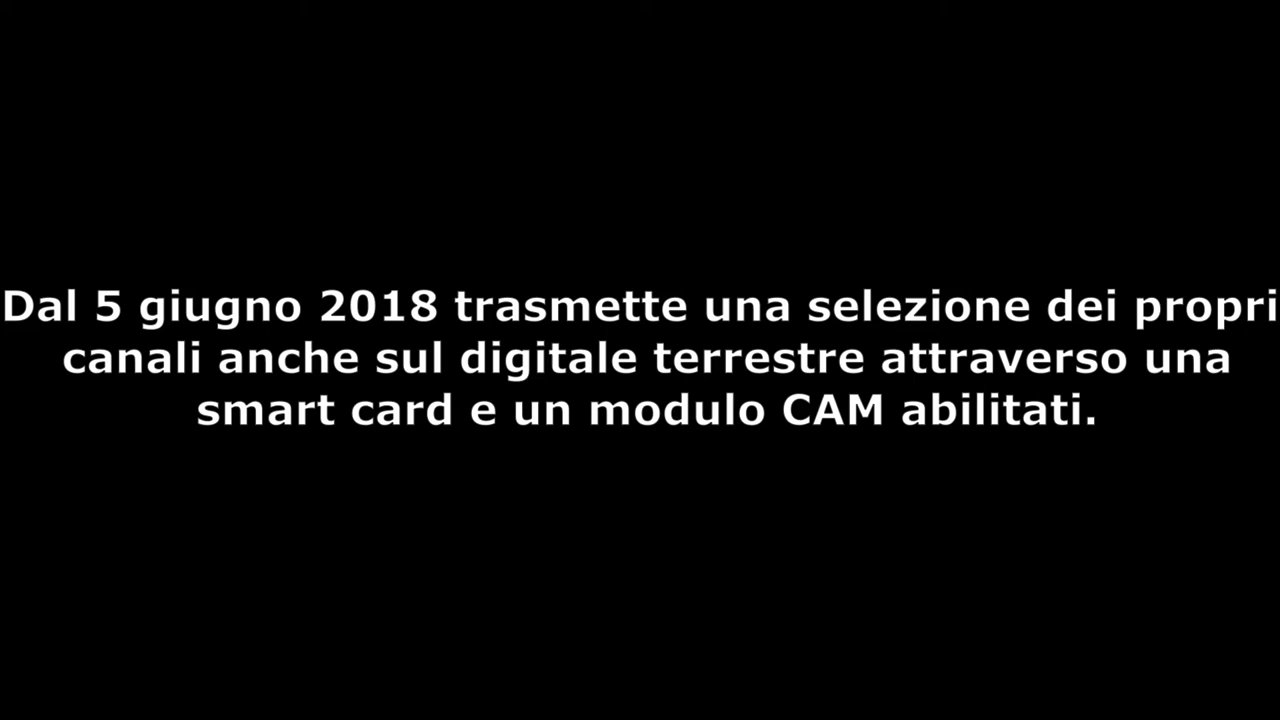 Dal 5 giugno 2018 trasmette una selezione dei propri
canali anche sul digitale terrestre attraverso una
smart card e un modulo CAM abilitati.